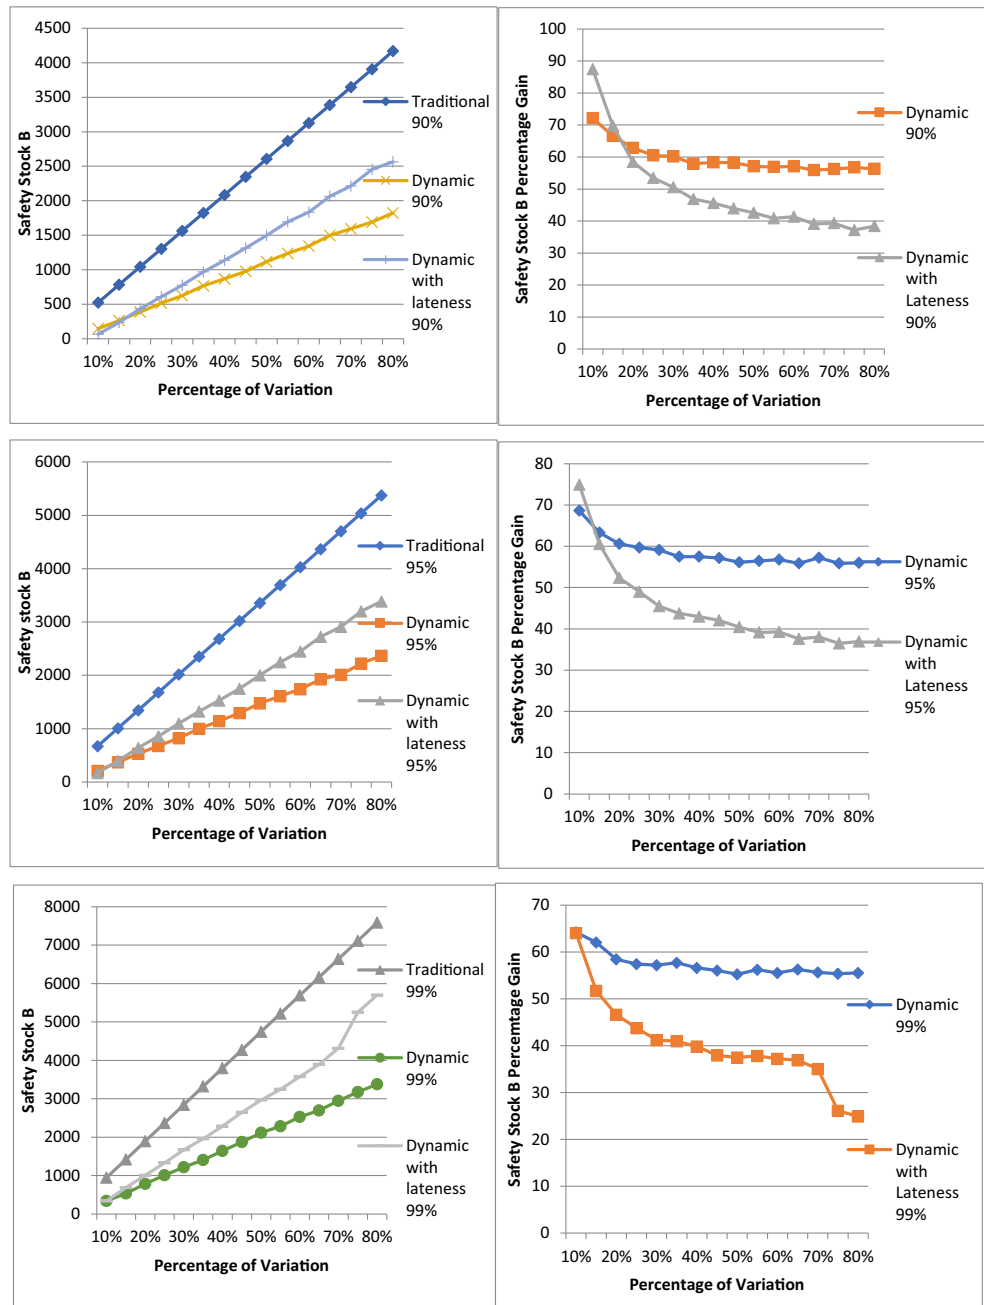 4500
4000
3500
3000
2500
2000
1500
1000
500
0
Safety Stock B
10% 20% 30% 40% 50% 60% 70% 80%
Percentage of Variation
Traditional
90%
Dynamic
90%
Dynamic
with
lateness
90%
100
90
80
70
60
50
40
30
20
10
0
Safety Stock B Percentage Gain
10% 20% 30% 40% 50% 60% 70% 80%
Percentage of Variation
Dynamic
90%
Dynamic
with
Lateness
90%
6000
5000
4000
3000
2000
1000
0
Safety stock B
10% 20% 30% 40% 50% 60% 70% 80%
Percentage of Variation
Traditional
95%
Dynamic
95%
Dynamic
with
lateness
95%
80
70
60
50
40
30
20
10
0
Safety Stock B Percentage Gain
10% 20% 30% 40% 50% 60% 70% 80%
Percentage of Variation
Dynamic
95%
Dynamic
with
Lateness
95%
8000
7000
6000
5000
4000
3000
2000
1000
0
Safety Stock B
10% 20% 30% 40% 50% 60% 70% 80%
Percentage of Variation
Traditional
99%
Dynamic
99%
Dynamic
with
lateness
99%
70
60
50
40
30
20
10
0
Safety Stock B Percemtage Gain
10% 20% 30% 40% 50% 60% 70% 80%
Percentage of Variation
Dynamic
99%
Dynamic
with
Lateness
99%